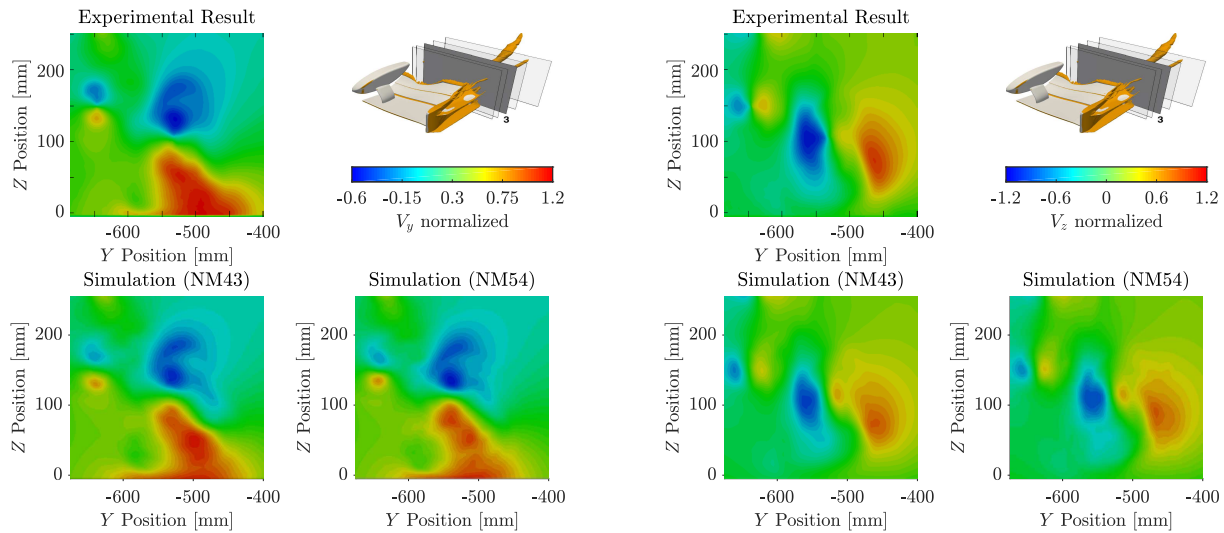 Experimental Result
Z Position [mm]
200
100
0
-600
-500
-400
Y Position [mm]
3
-0.6
-0.15
0.3
0.75
1.2
V_y normalized
Experimental Result
Z Position [mm]
200
100
0
-600
-500
-400
Y Position [mm]
3
-1.2
-0.6
0
0.6
1.2
V_z normalized
Simulation (NM43)
Z Position [mm]
200
100
0
-600
-500
-400
Y Position [mm]
Simulation (NM54)
Z Position [mm]
200
100
0
-600
-500
-400
Y Position [mm]
Simulation (NM43)
Z Position [mm]
200
100
0
-600
-500
-400
Y Position [mm]
Simulation (NM54)
Z Position [mm]
200
100
0
-600
-500
-400
Y Position [mm]